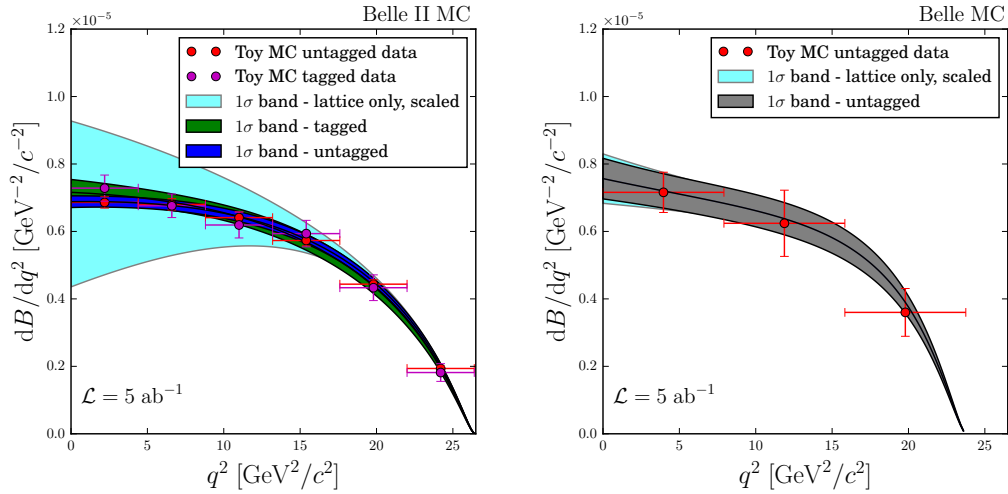 Belle II MC
×10⁻⁵
1.2
1.0
0.8
0.6
0.4
0.2
0.0
dB/dq² [GeV⁻²/c⁻²]
Toy MC untagged data
Toy MC tagged data
1σ band - lattice only, scaled
1σ band - tagged
1σ band - untagged
ℒ = 5 ab⁻¹
0 5 10 15 20 25
q² [GeV²/c²]
Belle MC
×10⁻⁵
1.2
1.0
0.8
0.6
0.4
0.2
0.0
dB/dq² [GeV⁻²/c⁻²]
Toy MC untagged data
1σ band - lattice only, scaled
1σ band - untagged
ℒ = 5 ab⁻¹
0 5 10 15 20 25
q² [GeV²/c²]